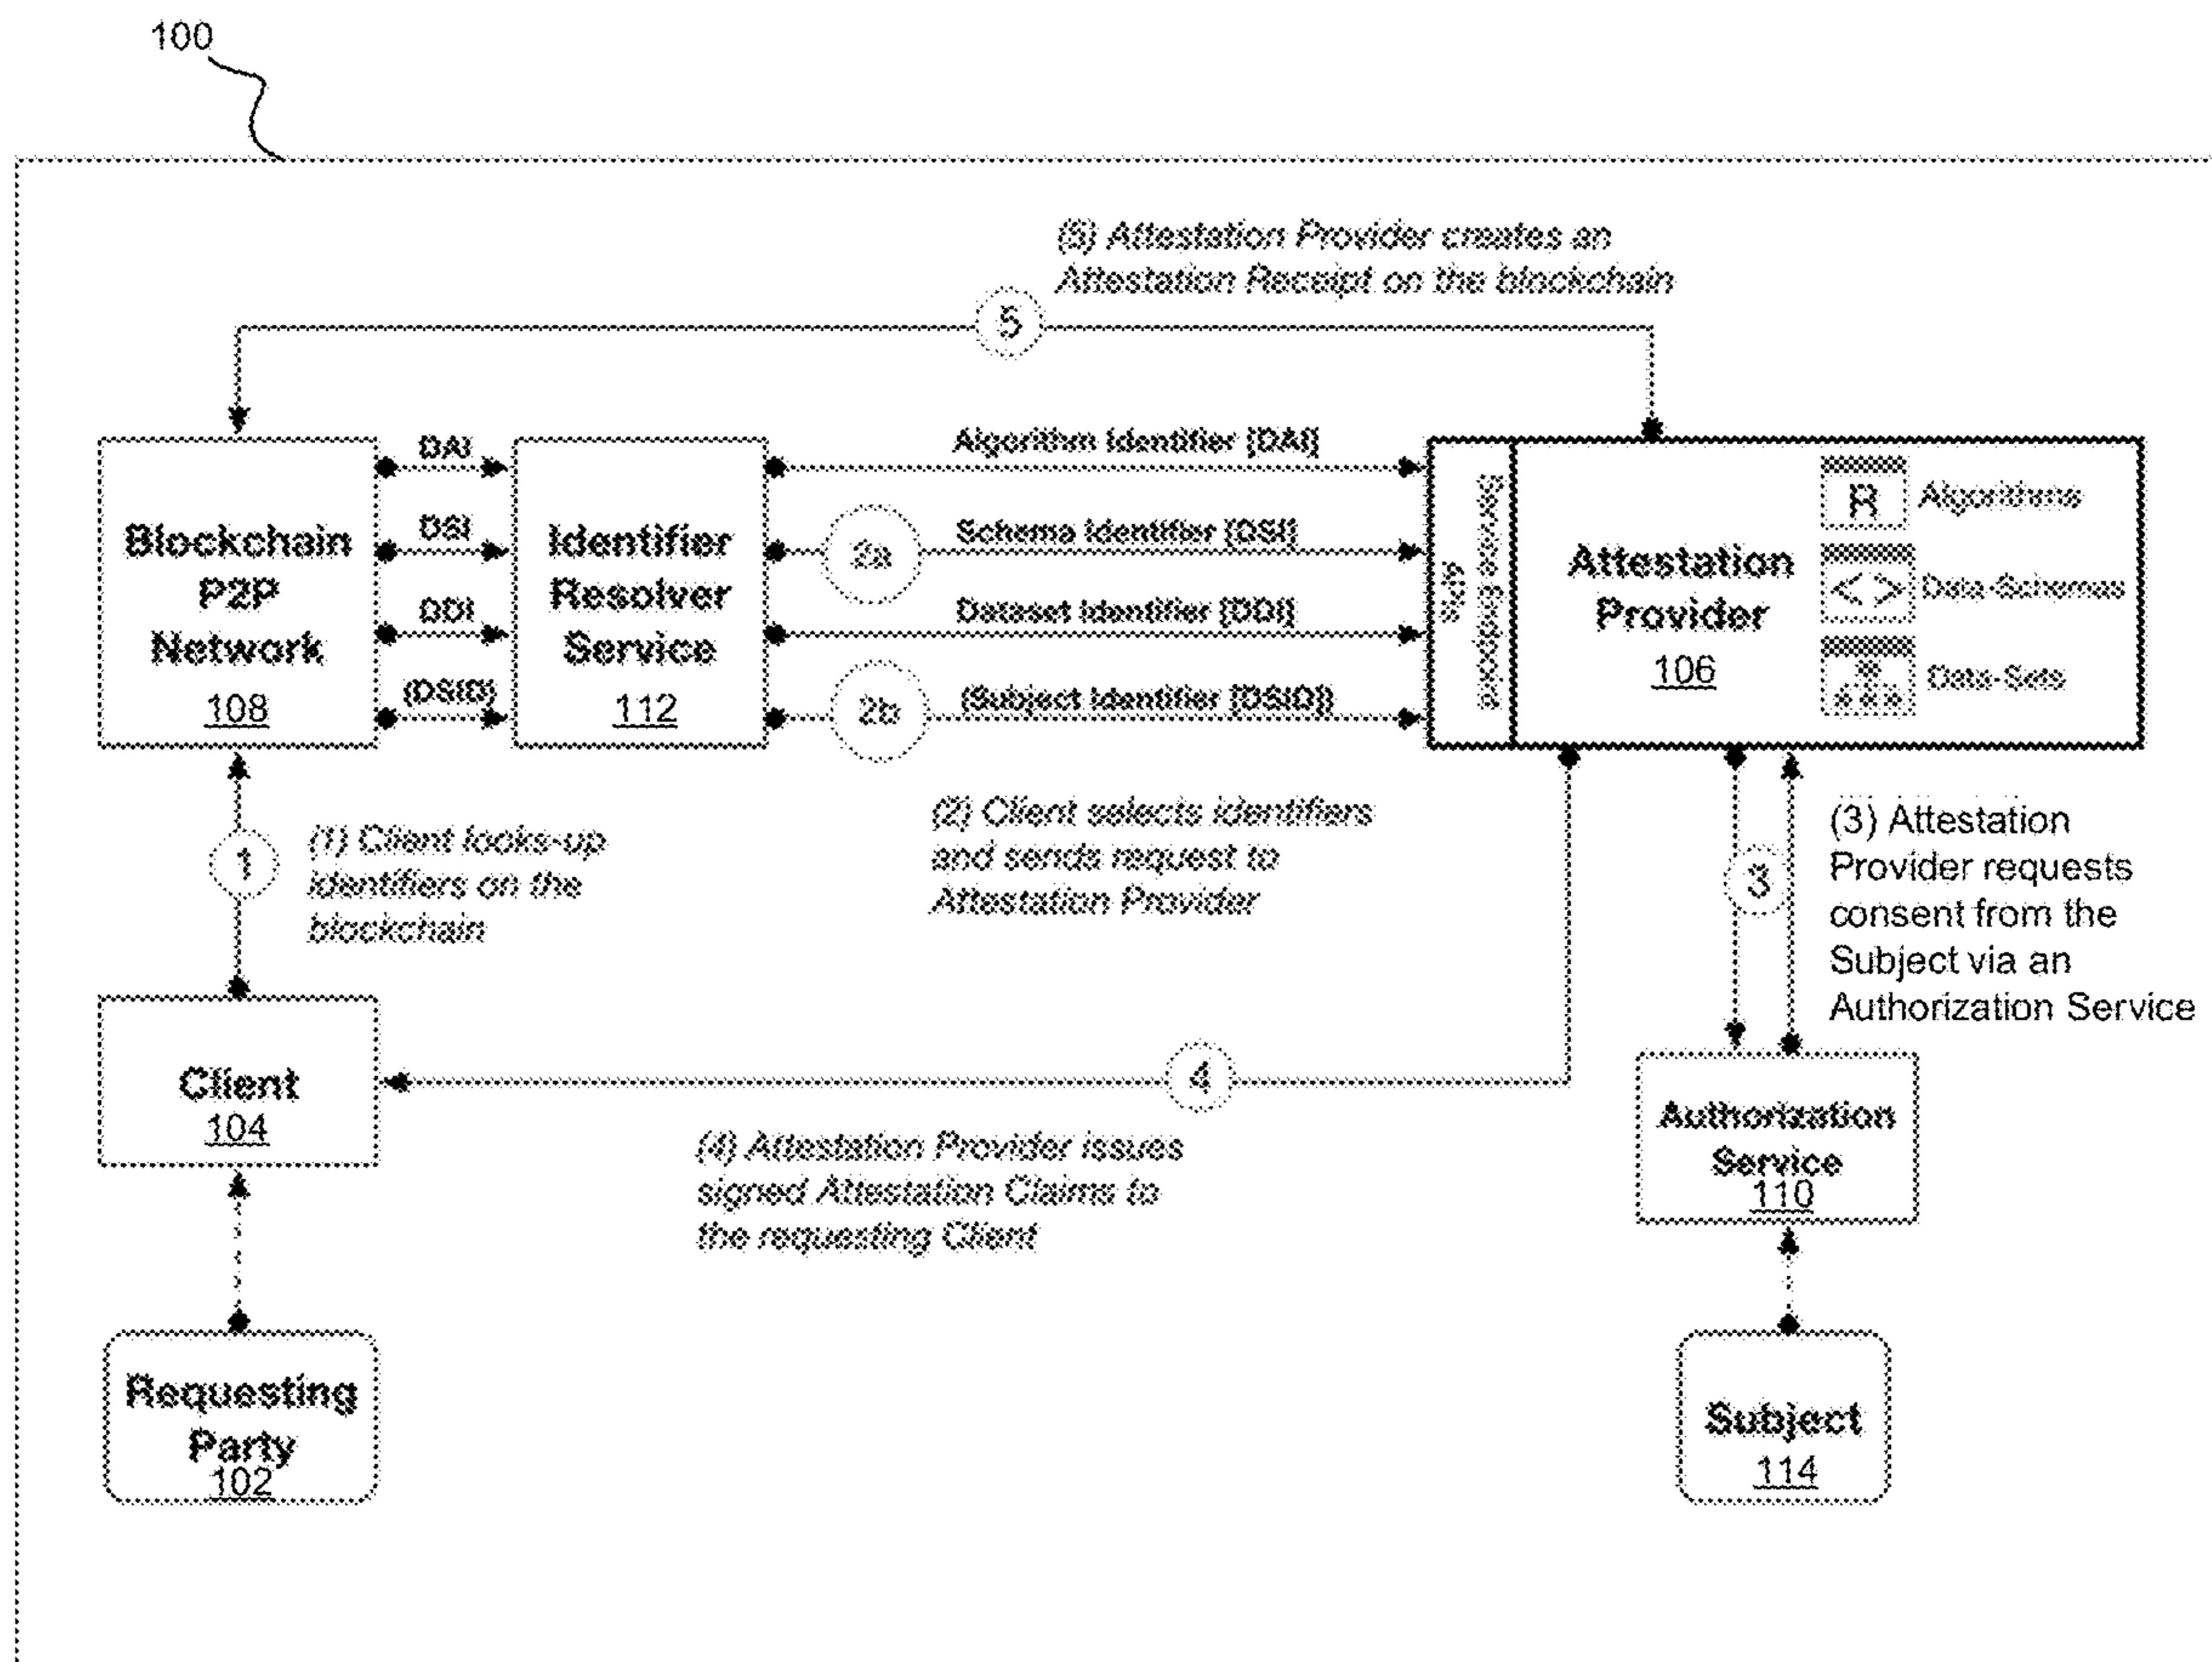 100
(5) Attestation Provider creates an
Attestation Receipt on the blockchain
5
DAI
DSI
DDI
(DSID)
Blockchain
P2P
Network
108
Identifier
Resolver
Service
112
Algorithm Identifier [DAI]
2a
Schema Identifier [DSI]
Dataset Identifier [DDI]
2b
(Subject Identifier [DSID])
Service Endpoint
Attestation
Provider
106
R
Algorithms
< >
Data-Schemas
Data-Sets
1
(1) Client looks-up
identifiers on the
blockchain
(2) Client selects identifiers
and sends request to
Attestation Provider
3
(3) Attestation
Provider requests
consent from the
Subject via an
Authorization Service
Client
104
4
(4) Attestation Provider issues
signed Attestation Claims to
the requesting Client
Authorization
Service
110
Requesting
Party
102
Subject
114